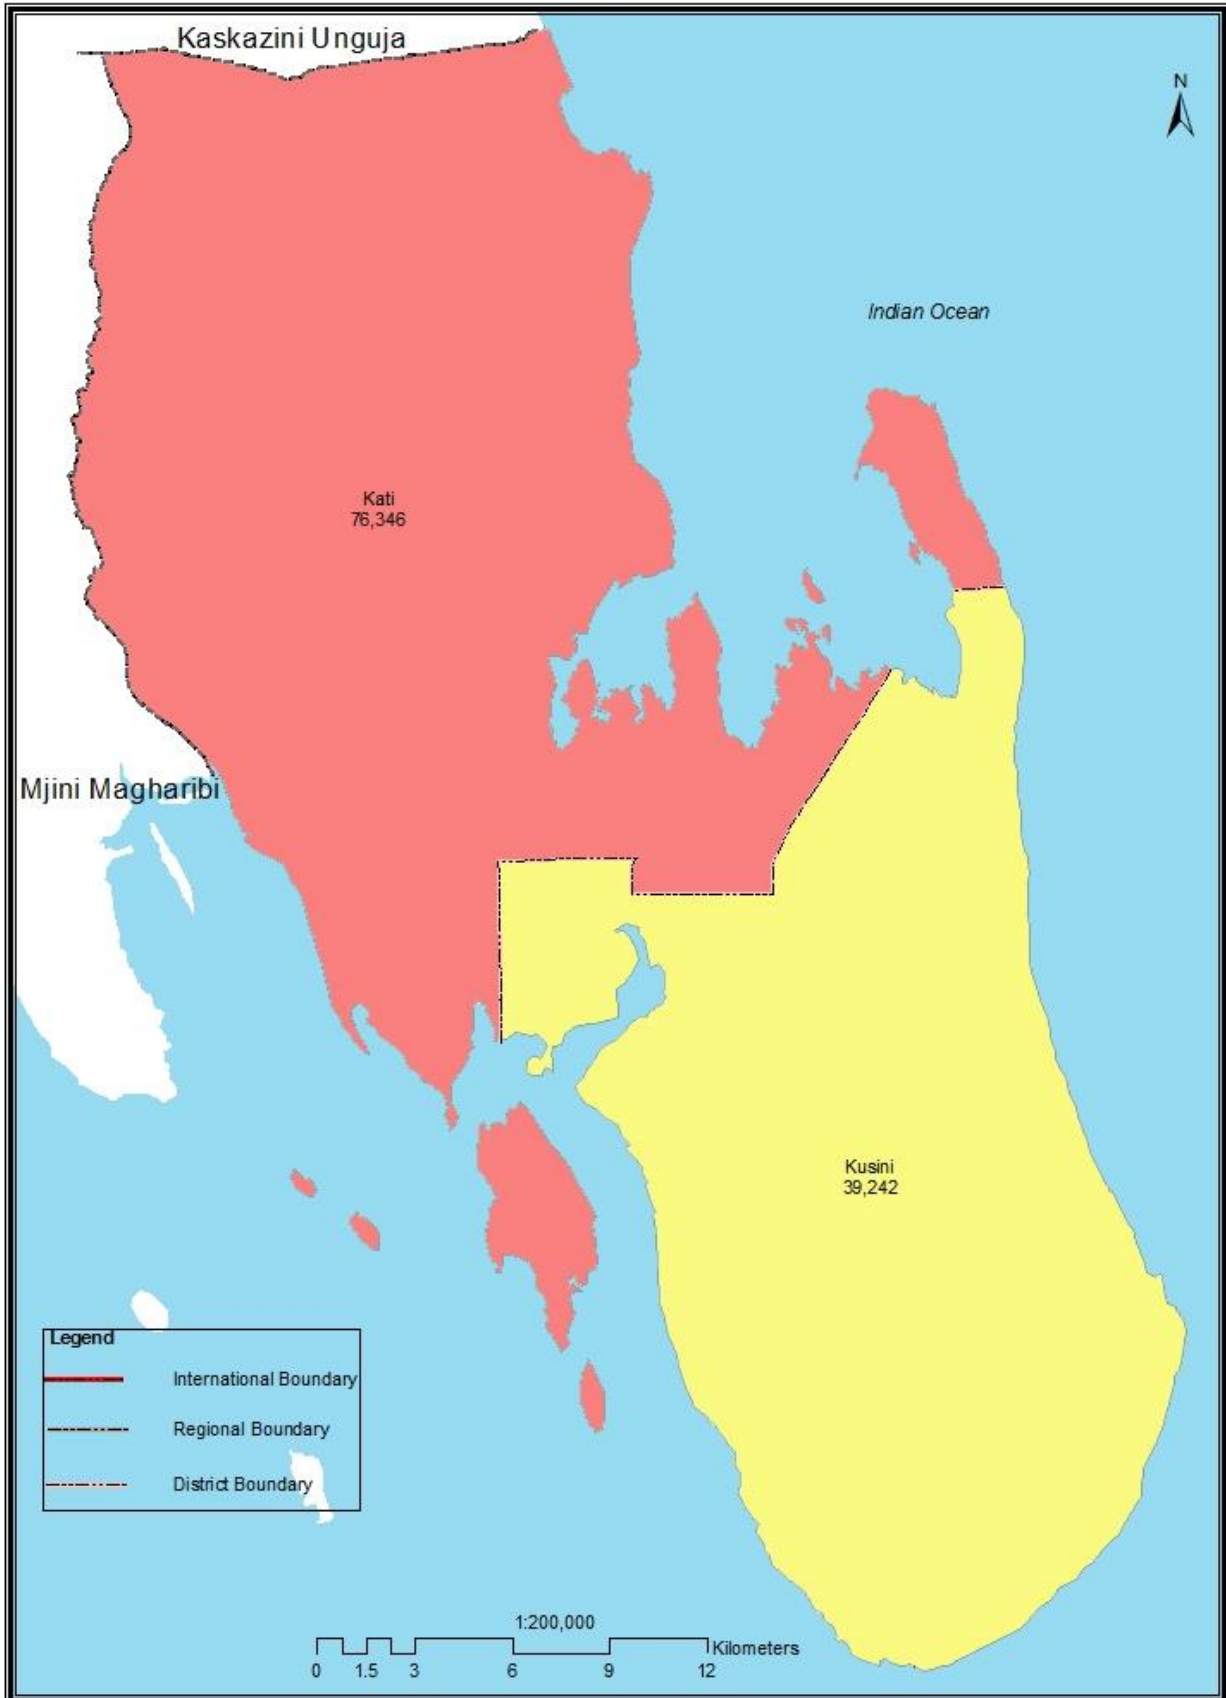 Kaskazini Unguja
N
Indian Ocean
Kati
76,346
Mjini Magharibi
Kusini
39,242
Legend
International Boundary
Regional Boundary
District Boundary
1:200,000
Kilometers
0 1.5 3 6 9 12